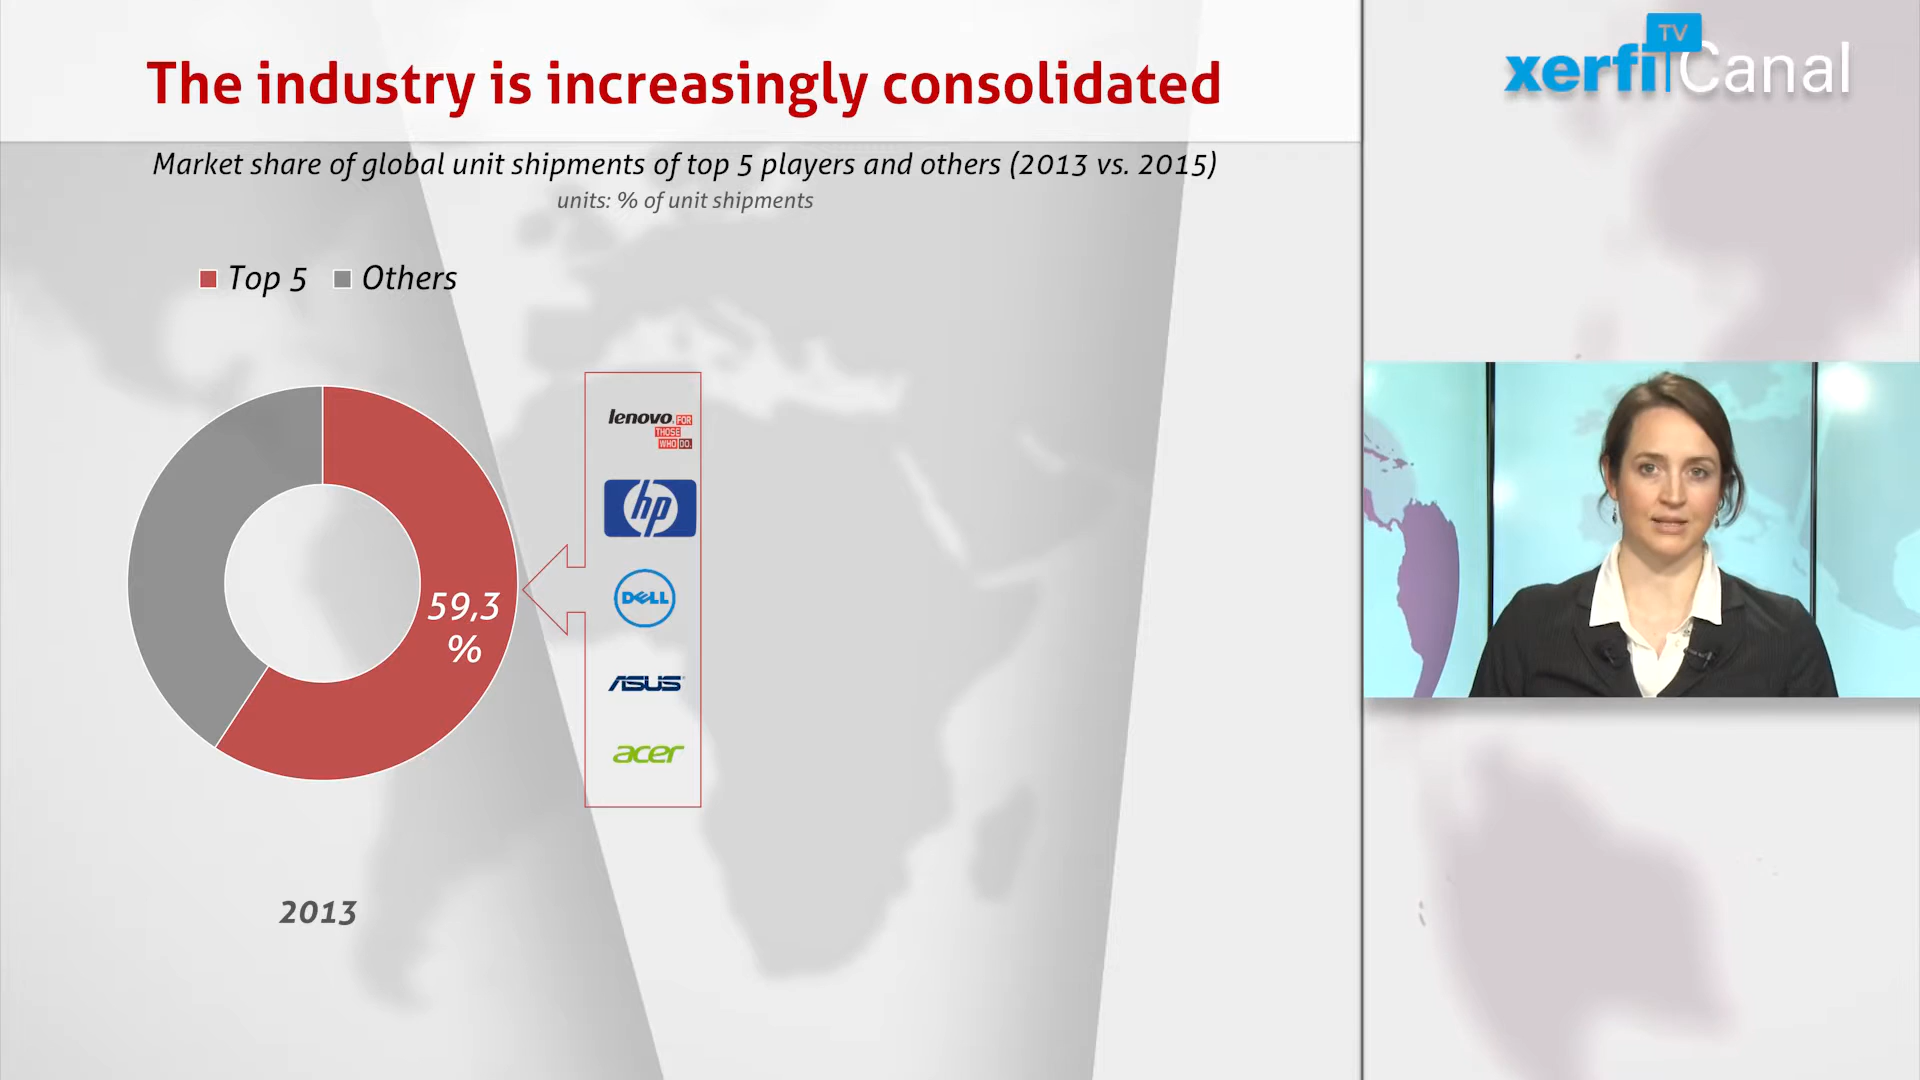 The industry is increasingly consolidated
xerfi TV Canal
Market share of global unit shipments of top 5 players and others (2013 vs. 2015)
units: % of unit shipments
Top 5 Others
lenovo. FOR
THOSE
WHO DO.
hp
DELL
59,3
%
ASUS
acer
2013